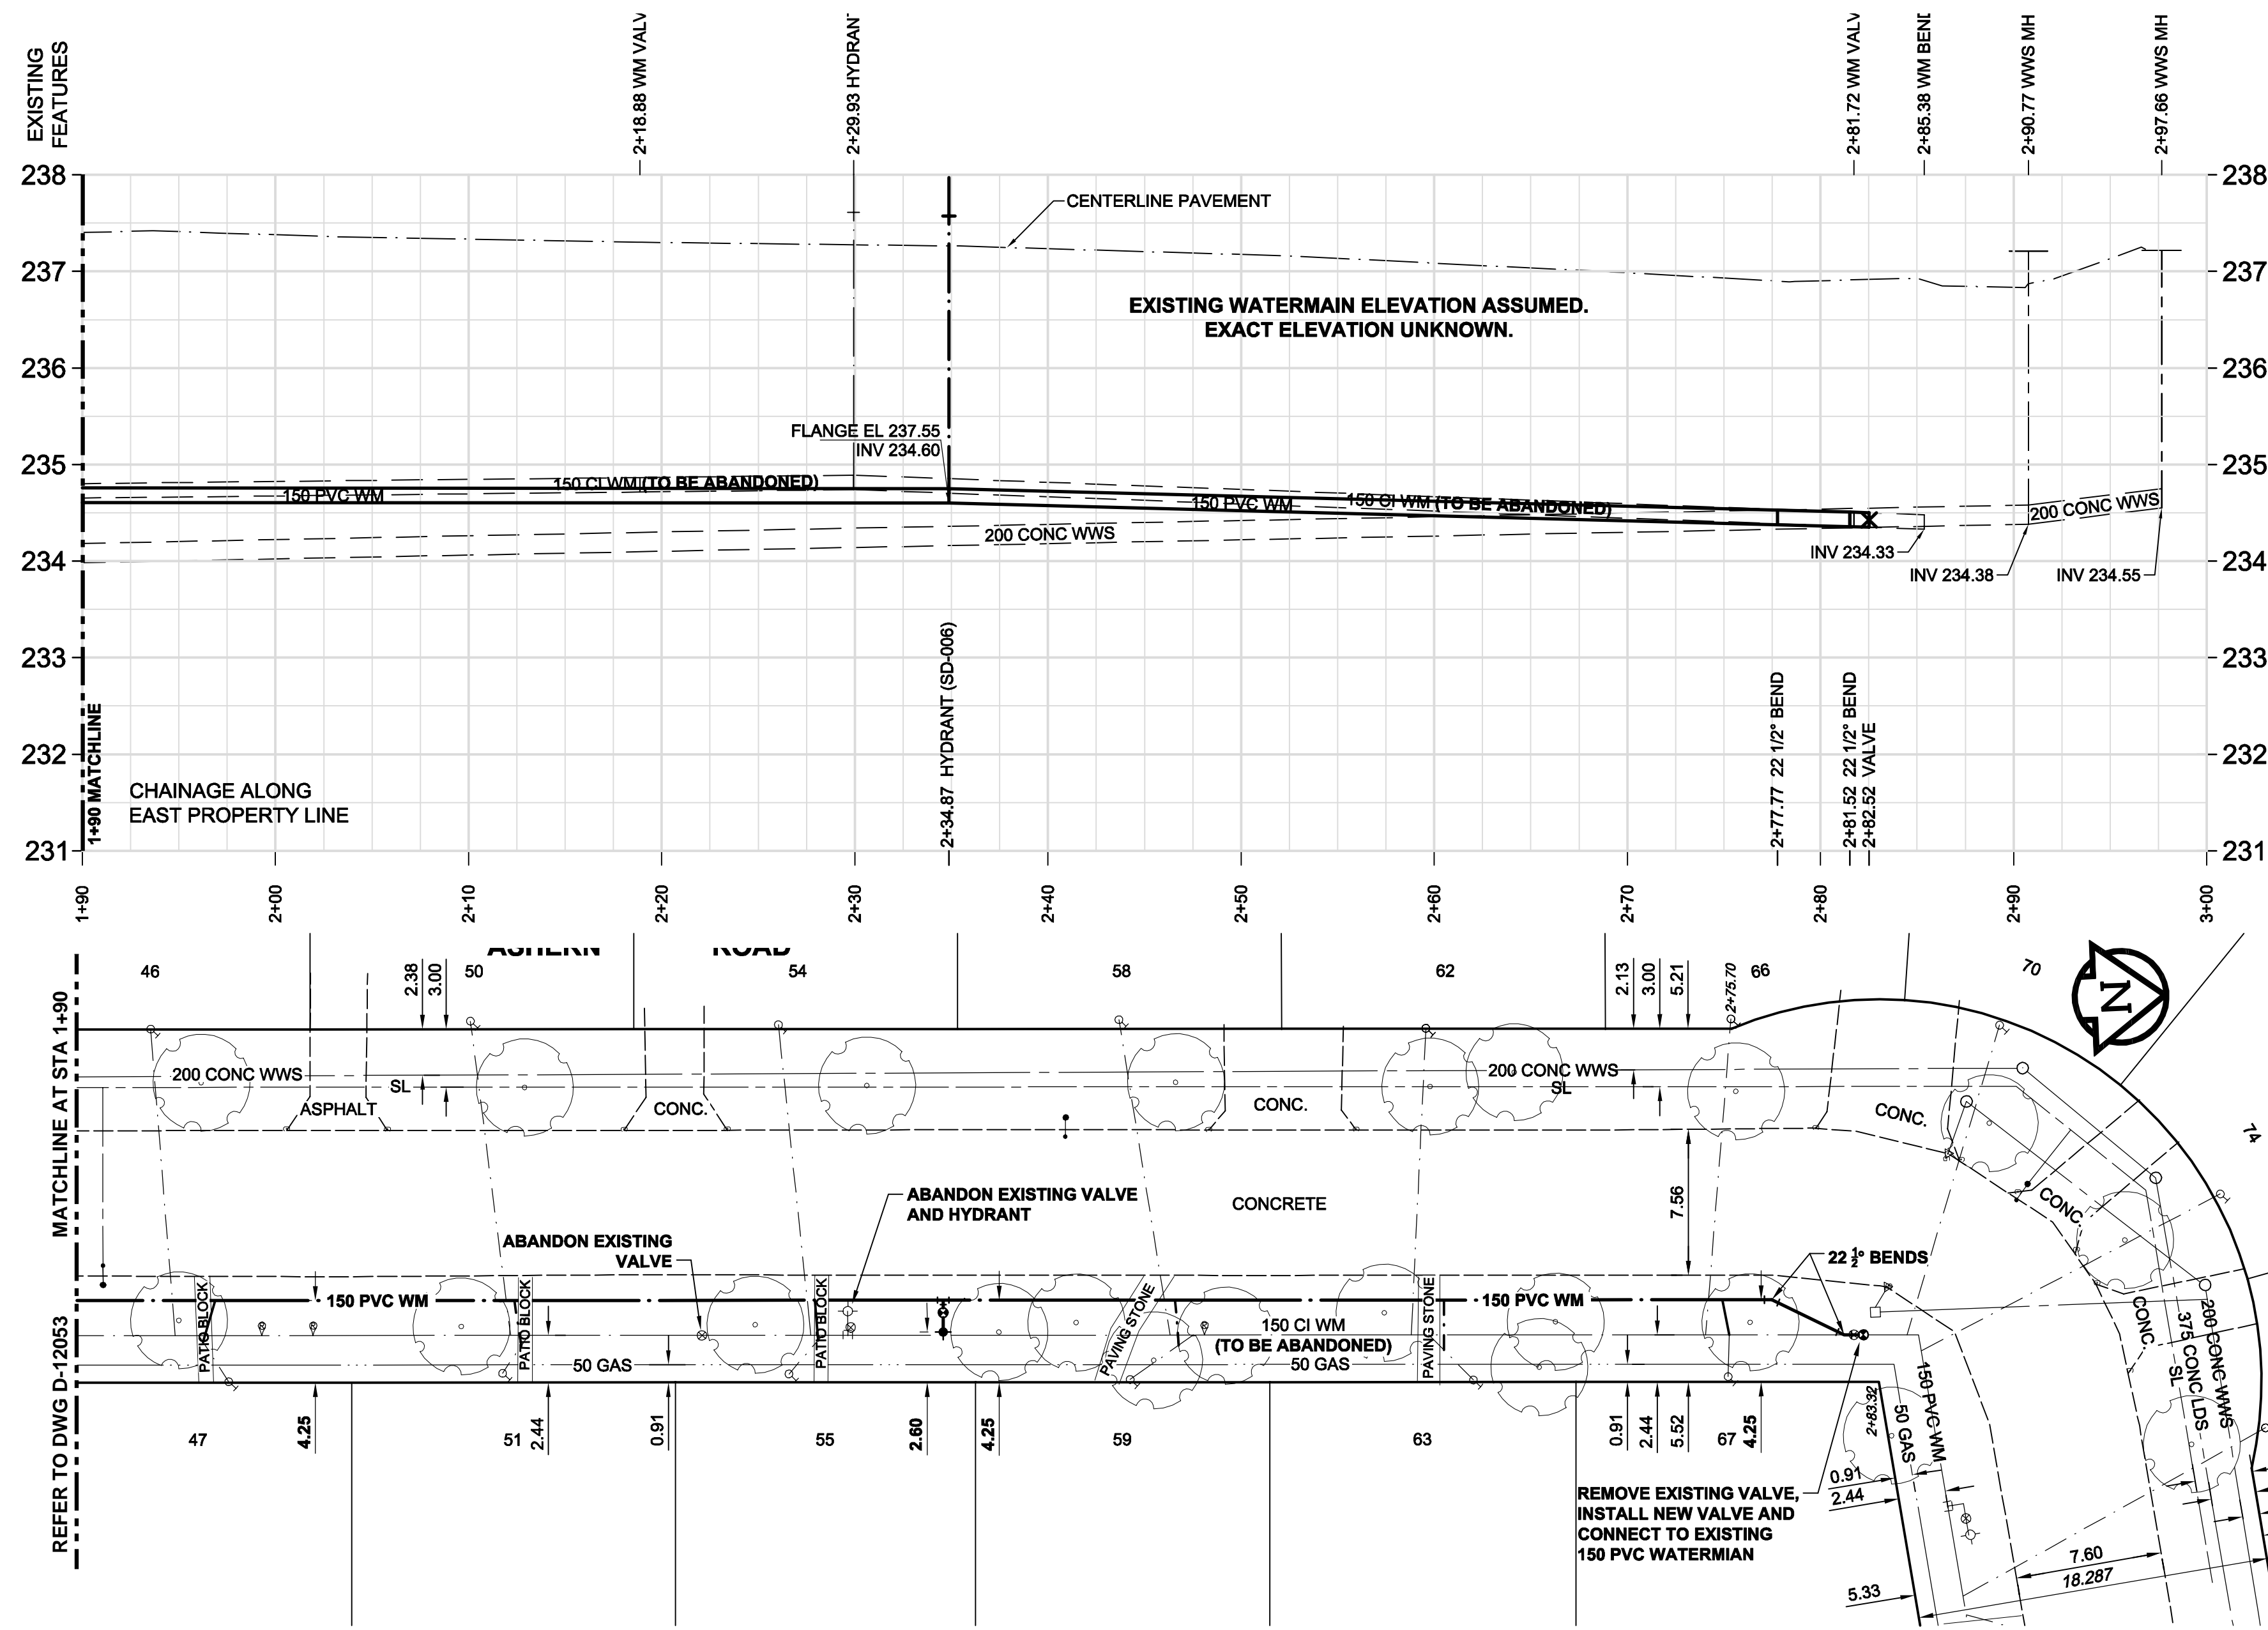 EXISTING
FEATURES
2+18.88 WM VALV
2+29.93 HYDRAN
2+81.72 WM VALV
2+85.38 WM BEND
2+90.77 WWS MH
2+97.66 WWS MH
238
238
CENTERLINE PAVEMENT
237
237
EXISTING WATERMAIN ELEVATION ASSUMED.
EXACT ELEVATION UNKNOWN.
236
236
FLANGE EL 237.55
INV 234.60
235
235
150 PVC WM
150 CI WM (TO BE ABANDONED)
150 PVC WM
150 CI WM (TO BE ABANDONED)
200 CONC WWS
200 CONC WWS
INV 234.33
INV 234.38
INV 234.55
234
234
233
233
232
232
231
231
1+90 MATCHLINE
CHAINAGE ALONG
EAST PROPERTY LINE
2+34.87 HYDRANT (SD-006)
2+77.77 22 1/2° BEND
2+81.52 22 1/2° BEND
2+82.52 VALVE
1+90
2+00
2+10
2+20
2+30
2+40
2+50
2+60
2+70
2+80
2+90
3+00
ASHERN ROAD
46
50
54
58
62
66
70
74
2.38
3.00
2.13
3.00
5.21
2+75.70
N
MATCHLINE AT STA 1+90
REFER TO DWG D-12053
200 CONC WWS
SL
ASPHALT
CONC.
CONC.
200 CONC WWS
SL
CONC.
CONC.
CONC.
CONCRETE
7.56
ABANDON EXISTING VALVE
AND HYDRANT
ABANDON EXISTING
VALVE
22 ½° BENDS
PATIO BLOCK
150 PVC WM
PATIO BLOCK
PATIO BLOCK
PAVING STONE
150 CI WM
(TO BE ABANDONED)
PAVING STONE
150 PVC WM
50 GAS
50 GAS
47
4.25
51
2.44
0.91
55
2.60
4.25
59
63
0.91
2.44
5.52
67
4.25
2+83.32
50 GAS
150 PVC WM
SL
375 CONC LDS
200 CONC WWS
REMOVE EXISTING VALVE,
INSTALL NEW VALVE AND
CONNECT TO EXISTING
150 PVC WATERMIAN
0.91
2.44
5.33
7.60
18.287